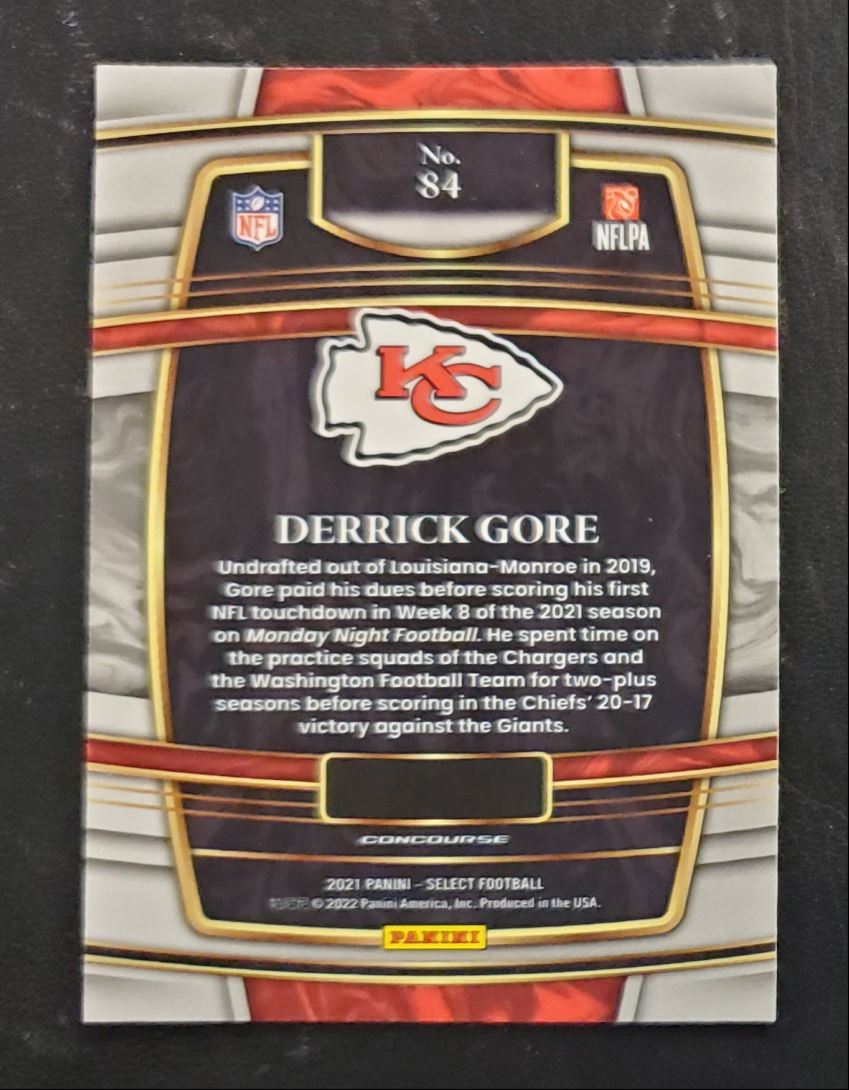 No.
84
NFL
NFLPA
KC
DERRICK GORE
Undrafted out of Louisiana-Monroe in 2019,
Gore paid his dues before scoring his first
NFL touchdown in Week 8 of the 2021 season
on Monday Night Football. He spent time on
the practice squads of the Chargers and
the Washington Football Team for two-plus
seasons before scoring in the Chiefs' 20-17
victory against the Giants.
CONCOURSE
2021 PANINI – SELECT FOOTBALL
© 2022 Panini America, Inc. Produced in the USA.
PANINI